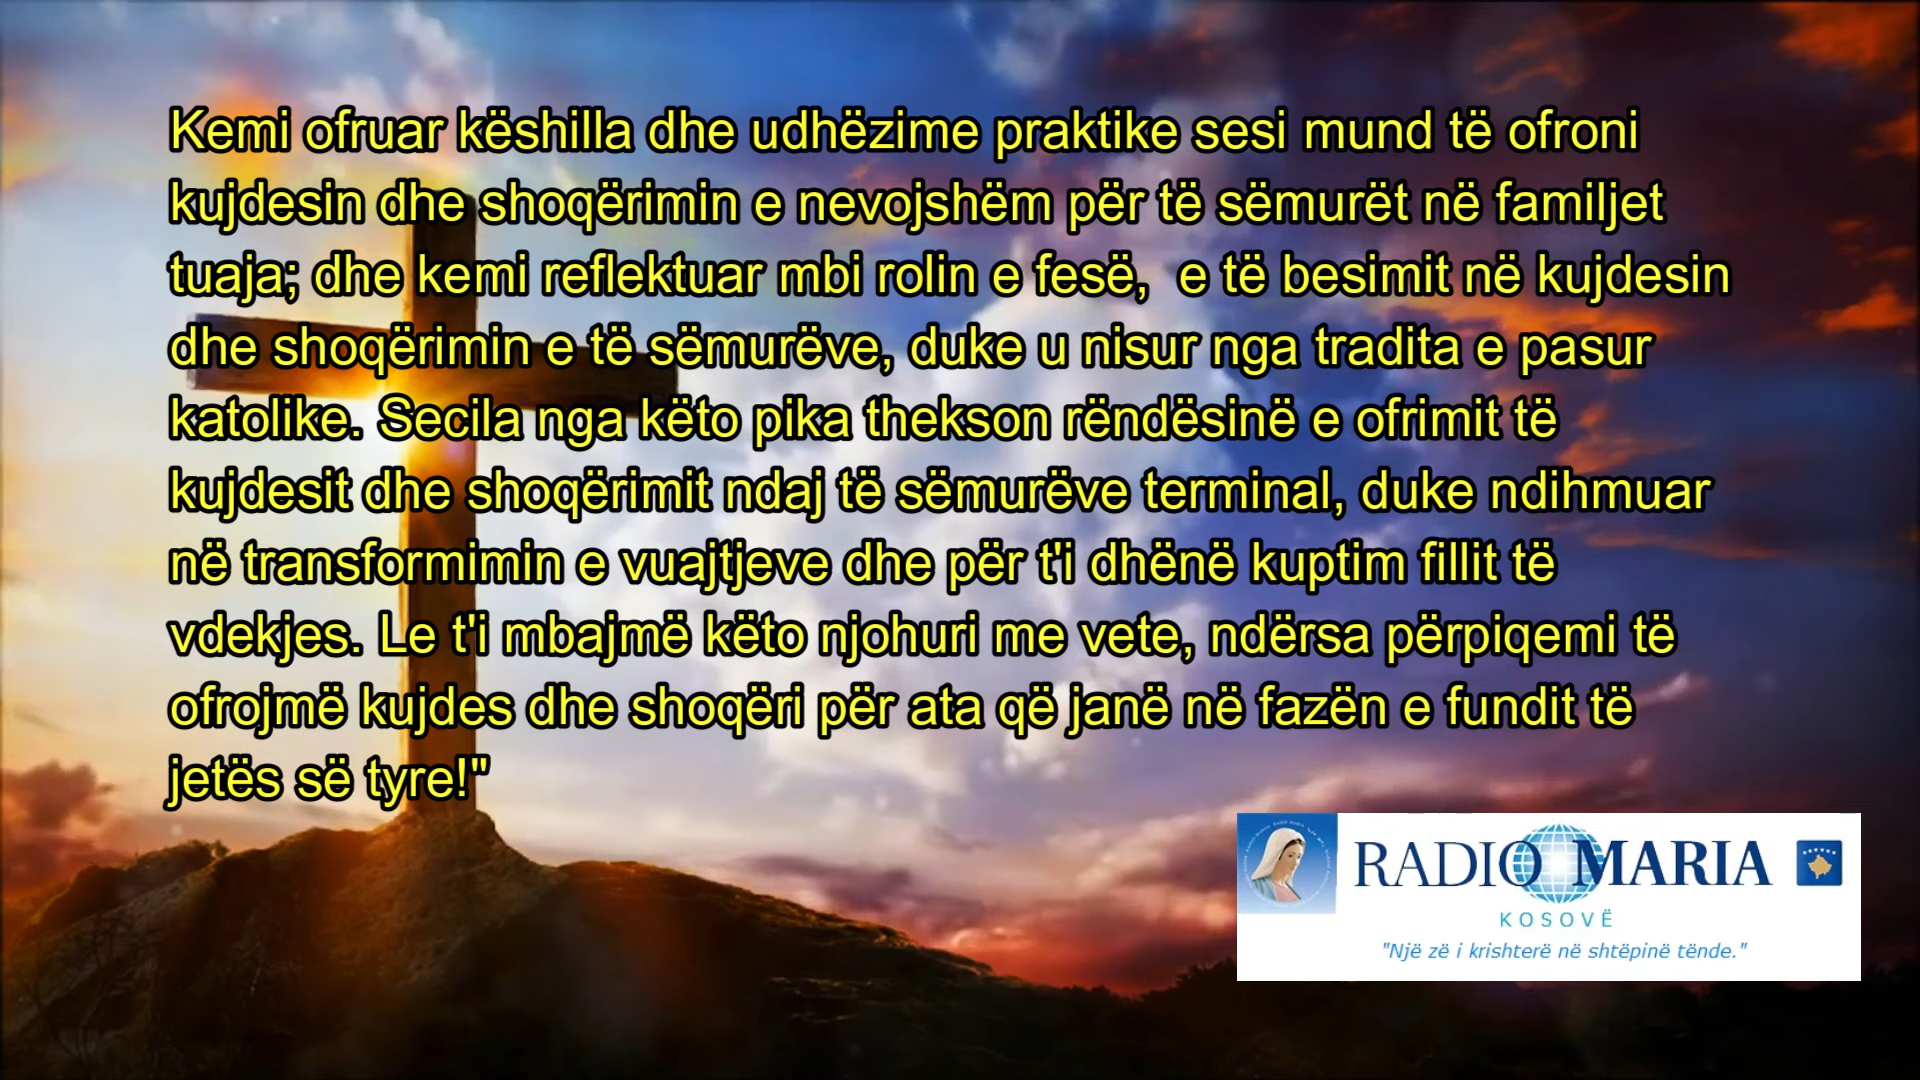 Kemi ofruar këshilla dhe udhëzime praktike sesi mund të ofroni
kujdesin dhe shoqërimin e nevojshëm për të sëmurët në familjet
tuaja; dhe kemi reflektuar mbi rolin e fesë,  e të besimit në kujdesin
dhe shoqërimin e të sëmurëve, duke u nisur nga tradita e pasur
katolike. Secila nga këto pika thekson rëndësinë e ofrimit të
kujdesit dhe shoqërimit ndaj të sëmurëve terminal, duke ndihmuar
në transformimin e vuajtjeve dhe për t'i dhënë kuptim fillit të
vdekjes. Le t'i mbajmë këto njohuri me vete, ndërsa përpiqemi të
ofrojmë kujdes dhe shoqëri për ata që janë në fazën e fundit të
jetës së tyre!"
RADIO MARIA
KOSOVË
"Një zë i krishterë në shtëpinë tënde."